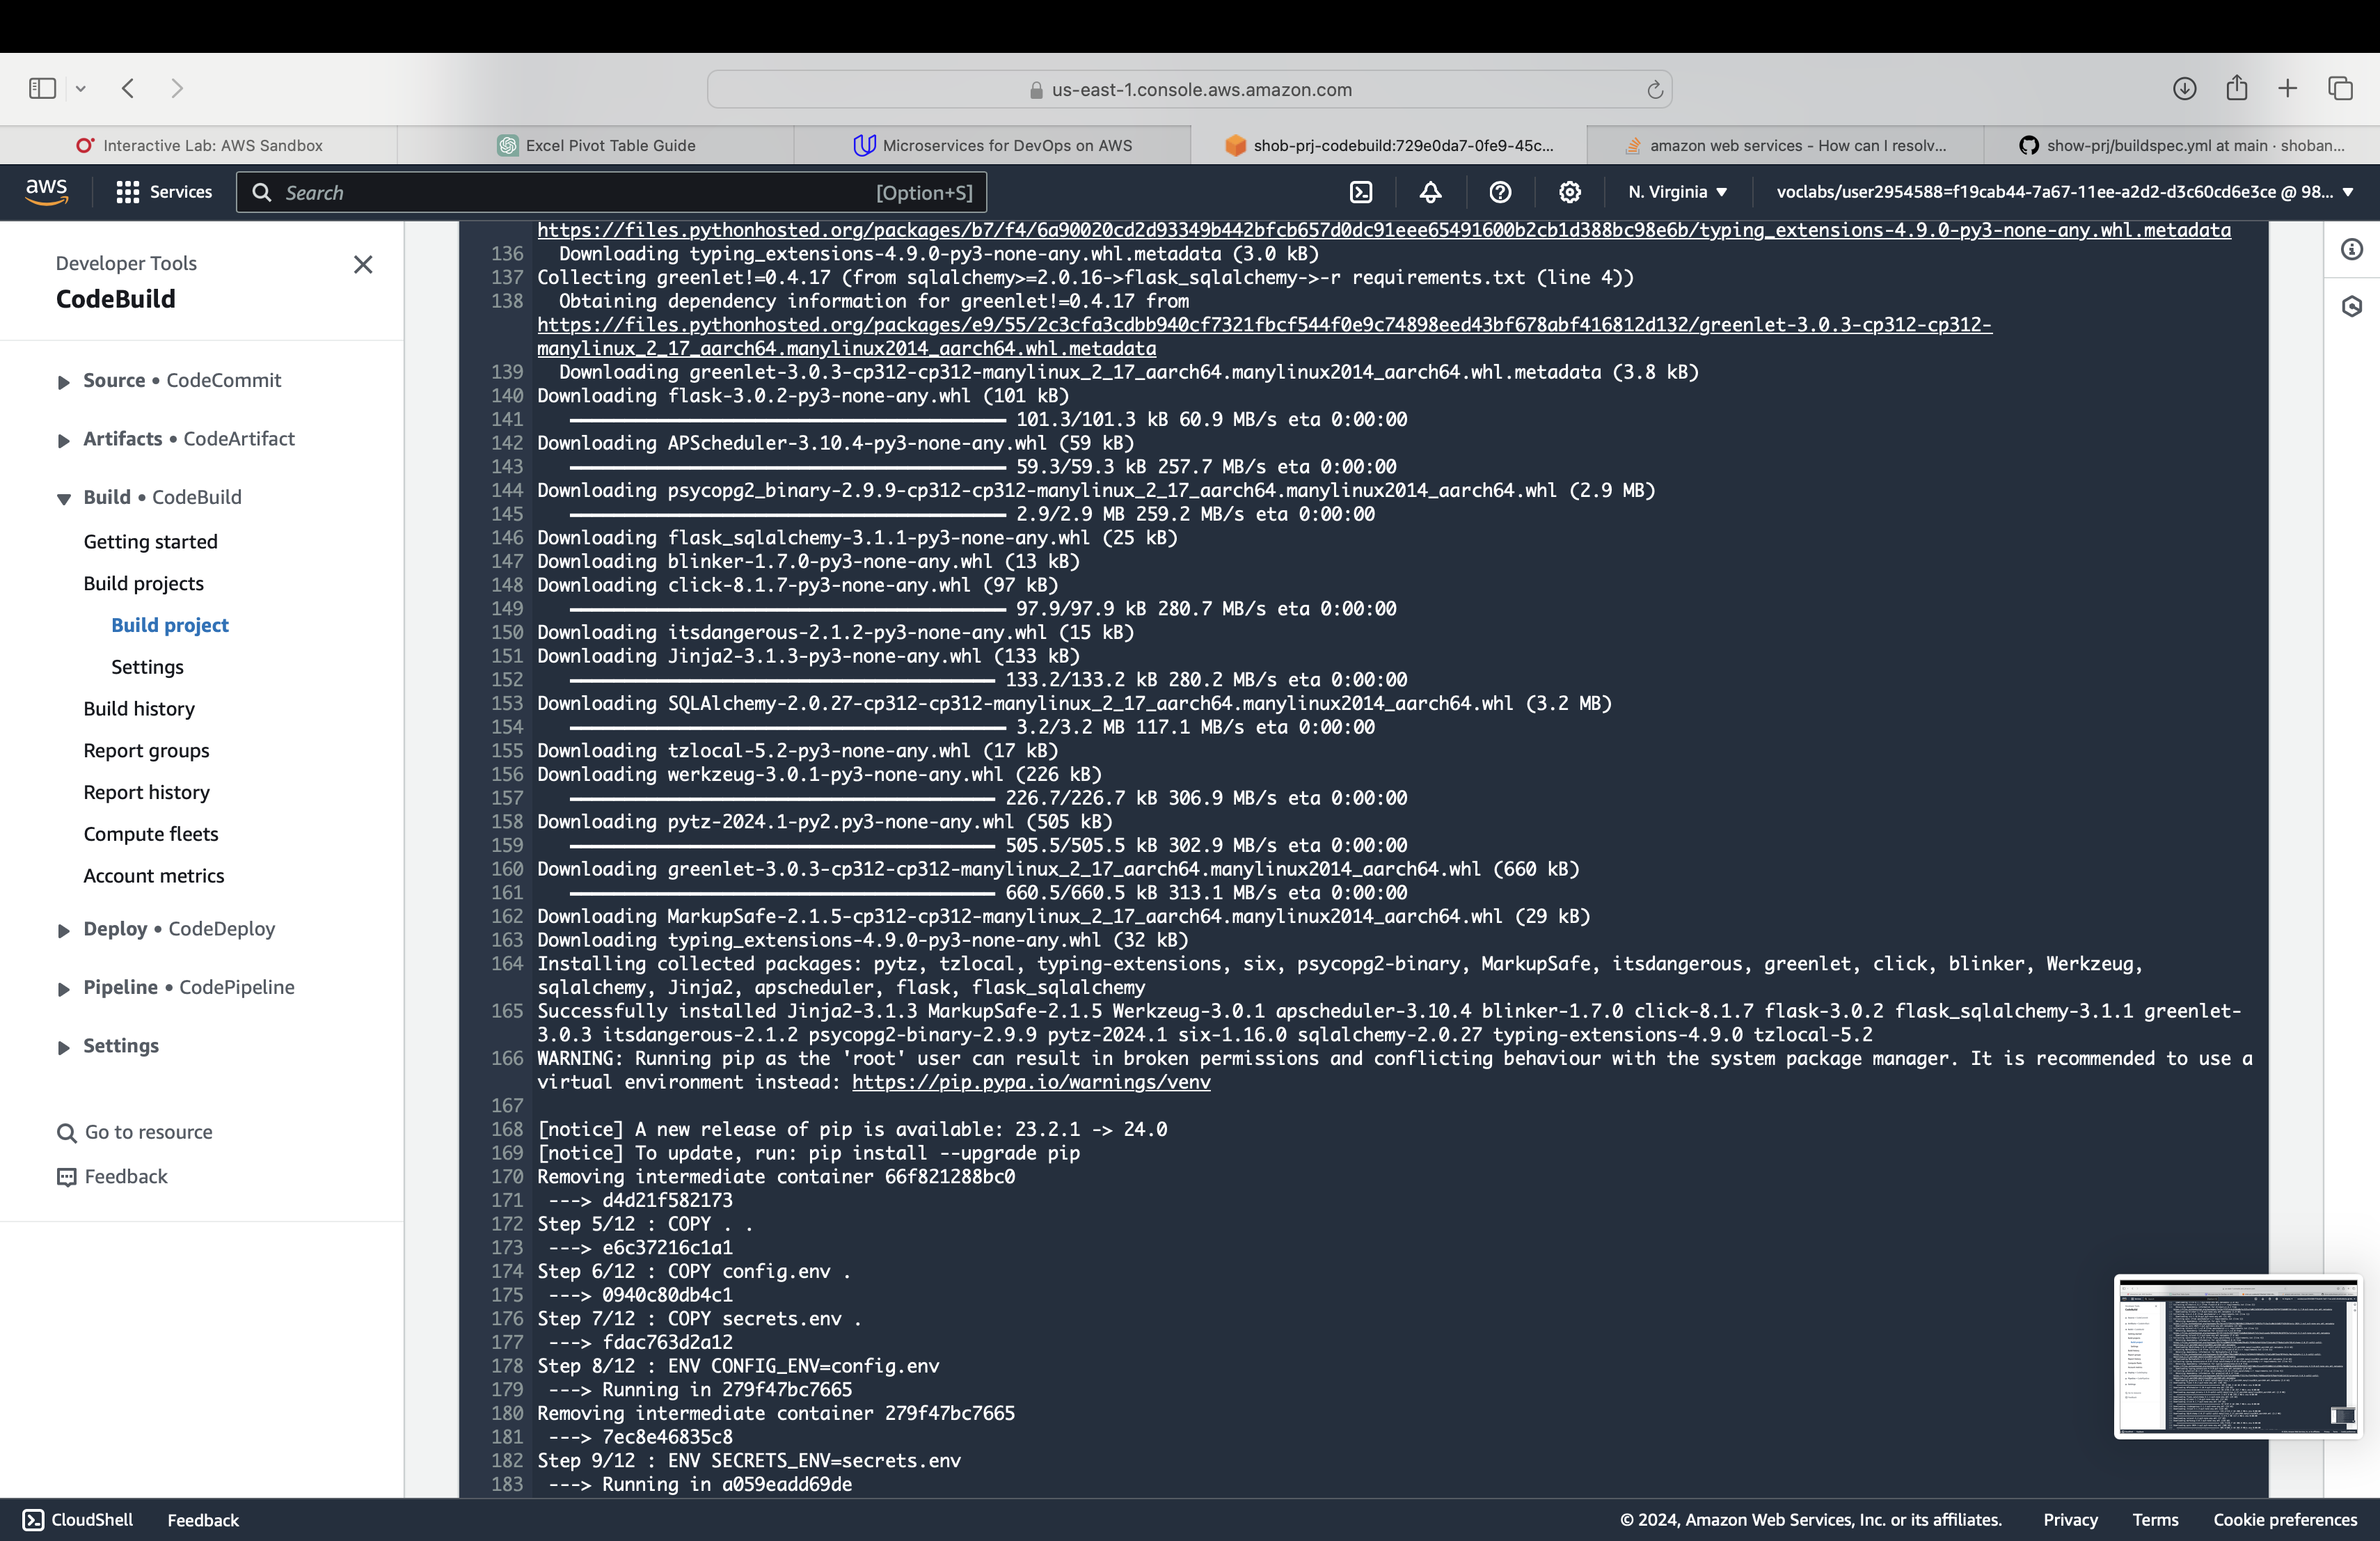 us-east-1.console.aws.amazon.com
Interactive Lab: AWS Sandbox
Excel Pivot Table Guide
Microservices for DevOps on AWS
shob-prj-codebuild:729e0da7-0fe9-45c...
amazon web services - How can I resolv...
show-prj/buildspec.yml at main · shoban...
aws
Services
Search
[Option+S]
N. Virginia
voclabs/user2954588=f19cab44-7a67-11ee-a2d2-d3c60cd6e3ce @ 98...
Developer Tools
CodeBuild
Source • CodeCommit
Artifacts • CodeArtifact
Build • CodeBuild
Getting started
Build projects
Build project
Settings
Build history
Report groups
Report history
Compute fleets
Account metrics
Deploy • CodeDeploy
Pipeline • CodePipeline
Settings
Go to resource
Feedback
https://files.pythonhosted.org/packages/b7/f4/6a90020cd2d93349b442bfcb657d0dc91eee65491600b2cb1d388bc98e6b/typing_extensions-4.9.0-py3-none-any.whl.metadata
136 Downloading typing_extensions-4.9.0-py3-none-any.whl.metadata (3.0 kB)
137 Collecting greenlet!=0.4.17 (from sqlalchemy>=2.0.16->flask_sqlalchemy->-r requirements.txt (line 4))
138 Obtaining dependency information for greenlet!=0.4.17 from
https://files.pythonhosted.org/packages/e9/55/2c3cfa3cdbb940cf7321fbcf544f0e9c74898eed43bf678abf416812d132/greenlet-3.0.3-cp312-cp312-
manylinux_2_17_aarch64.manylinux2014_aarch64.whl.metadata
139 Downloading greenlet-3.0.3-cp312-cp312-manylinux_2_17_aarch64.manylinux2014_aarch64.whl.metadata (3.8 kB)
140 Downloading flask-3.0.2-py3-none-any.whl (101 kB)
141 101.3/101.3 kB 60.9 MB/s eta 0:00:00
142 Downloading APScheduler-3.10.4-py3-none-any.whl (59 kB)
143 59.3/59.3 kB 257.7 MB/s eta 0:00:00
144 Downloading psycopg2_binary-2.9.9-cp312-cp312-manylinux_2_17_aarch64.manylinux2014_aarch64.whl (2.9 MB)
145 2.9/2.9 MB 259.2 MB/s eta 0:00:00
146 Downloading flask_sqlalchemy-3.1.1-py3-none-any.whl (25 kB)
147 Downloading blinker-1.7.0-py3-none-any.whl (13 kB)
148 Downloading click-8.1.7-py3-none-any.whl (97 kB)
149 97.9/97.9 kB 280.7 MB/s eta 0:00:00
150 Downloading itsdangerous-2.1.2-py3-none-any.whl (15 kB)
151 Downloading Jinja2-3.1.3-py3-none-any.whl (133 kB)
152 133.2/133.2 kB 280.2 MB/s eta 0:00:00
153 Downloading SQLAlchemy-2.0.27-cp312-cp312-manylinux_2_17_aarch64.manylinux2014_aarch64.whl (3.2 MB)
154 3.2/3.2 MB 117.1 MB/s eta 0:00:00
155 Downloading tzlocal-5.2-py3-none-any.whl (17 kB)
156 Downloading werkzeug-3.0.1-py3-none-any.whl (226 kB)
157 226.7/226.7 kB 306.9 MB/s eta 0:00:00
158 Downloading pytz-2024.1-py2.py3-none-any.whl (505 kB)
159 505.5/505.5 kB 302.9 MB/s eta 0:00:00
160 Downloading greenlet-3.0.3-cp312-cp312-manylinux_2_17_aarch64.manylinux2014_aarch64.whl (660 kB)
161 660.5/660.5 kB 313.1 MB/s eta 0:00:00
162 Downloading MarkupSafe-2.1.5-cp312-cp312-manylinux_2_17_aarch64.manylinux2014_aarch64.whl (29 kB)
163 Downloading typing_extensions-4.9.0-py3-none-any.whl (32 kB)
164 Installing collected packages: pytz, tzlocal, typing-extensions, six, psycopg2-binary, MarkupSafe, itsdangerous, greenlet, click, blinker, Werkzeug,
sqlalchemy, Jinja2, apscheduler, flask, flask_sqlalchemy
165 Successfully installed Jinja2-3.1.3 MarkupSafe-2.1.5 Werkzeug-3.0.1 apscheduler-3.10.4 blinker-1.7.0 click-8.1.7 flask-3.0.2 flask_sqlalchemy-3.1.1 greenlet-
3.0.3 itsdangerous-2.1.2 psycopg2-binary-2.9.9 pytz-2024.1 six-1.16.0 sqlalchemy-2.0.27 typing-extensions-4.9.0 tzlocal-5.2
166 WARNING: Running pip as the 'root' user can result in broken permissions and conflicting behaviour with the system package manager. It is recommended to use a
virtual environment instead: https://pip.pypa.io/warnings/venv
167
168 [notice] A new release of pip is available: 23.2.1 -> 24.0
169 [notice] To update, run: pip install --upgrade pip
170 Removing intermediate container 66f821288bc0
171 ---> d4d21f582173
172 Step 5/12 : COPY . .
173 ---> e6c37216c1a1
174 Step 6/12 : COPY config.env .
175 ---> 0940c80db4c1
176 Step 7/12 : COPY secrets.env .
177 ---> fdac763d2a12
178 Step 8/12 : ENV CONFIG_ENV=config.env
179 ---> Running in 279f47bc7665
180 Removing intermediate container 279f47bc7665
181 ---> 7ec8e46835c8
182 Step 9/12 : ENV SECRETS_ENV=secrets.env
183 ---> Running in a059eadd69de
CloudShell
Feedback
© 2024, Amazon Web Services, Inc. or its affiliates.
Privacy
Terms
Cookie preferences